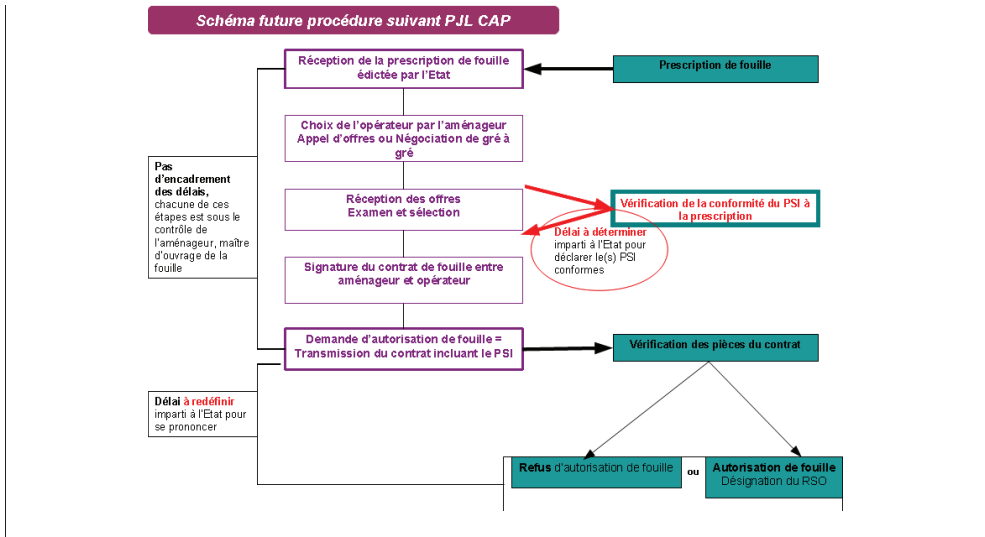 Schéma future procédure suivant PJL CAP
Réception de la prescription de fouille
édictée par l'Etat
Prescription de fouille
Choix de l'opérateur par l'aménageur
Appel d'offres ou Négociation de gré à
gré
Pas
d'encadrement
des délais,
chacune de ces
étapes est sous le
contrôle de
l'aménageur, maître
d'ouvrage de la
fouille
Réception des offres
Examen et sélection
Vérification de la conformité du PSI à
la prescription
Délai à déterminer
imparti à l'Etat pour
déclarer le(s) PSI
conformes
Signature du contrat de fouille entre
aménageur et opérateur
Demande d'autorisation de fouille =
Transmission du contrat incluant le PSI
Vérification des pièces du contrat
Délai à redéfinir
imparti à l'Etat pour
se prononcer
Refus d'autorisation de fouille
ou
Autorisation de fouille
Désignation du RSO